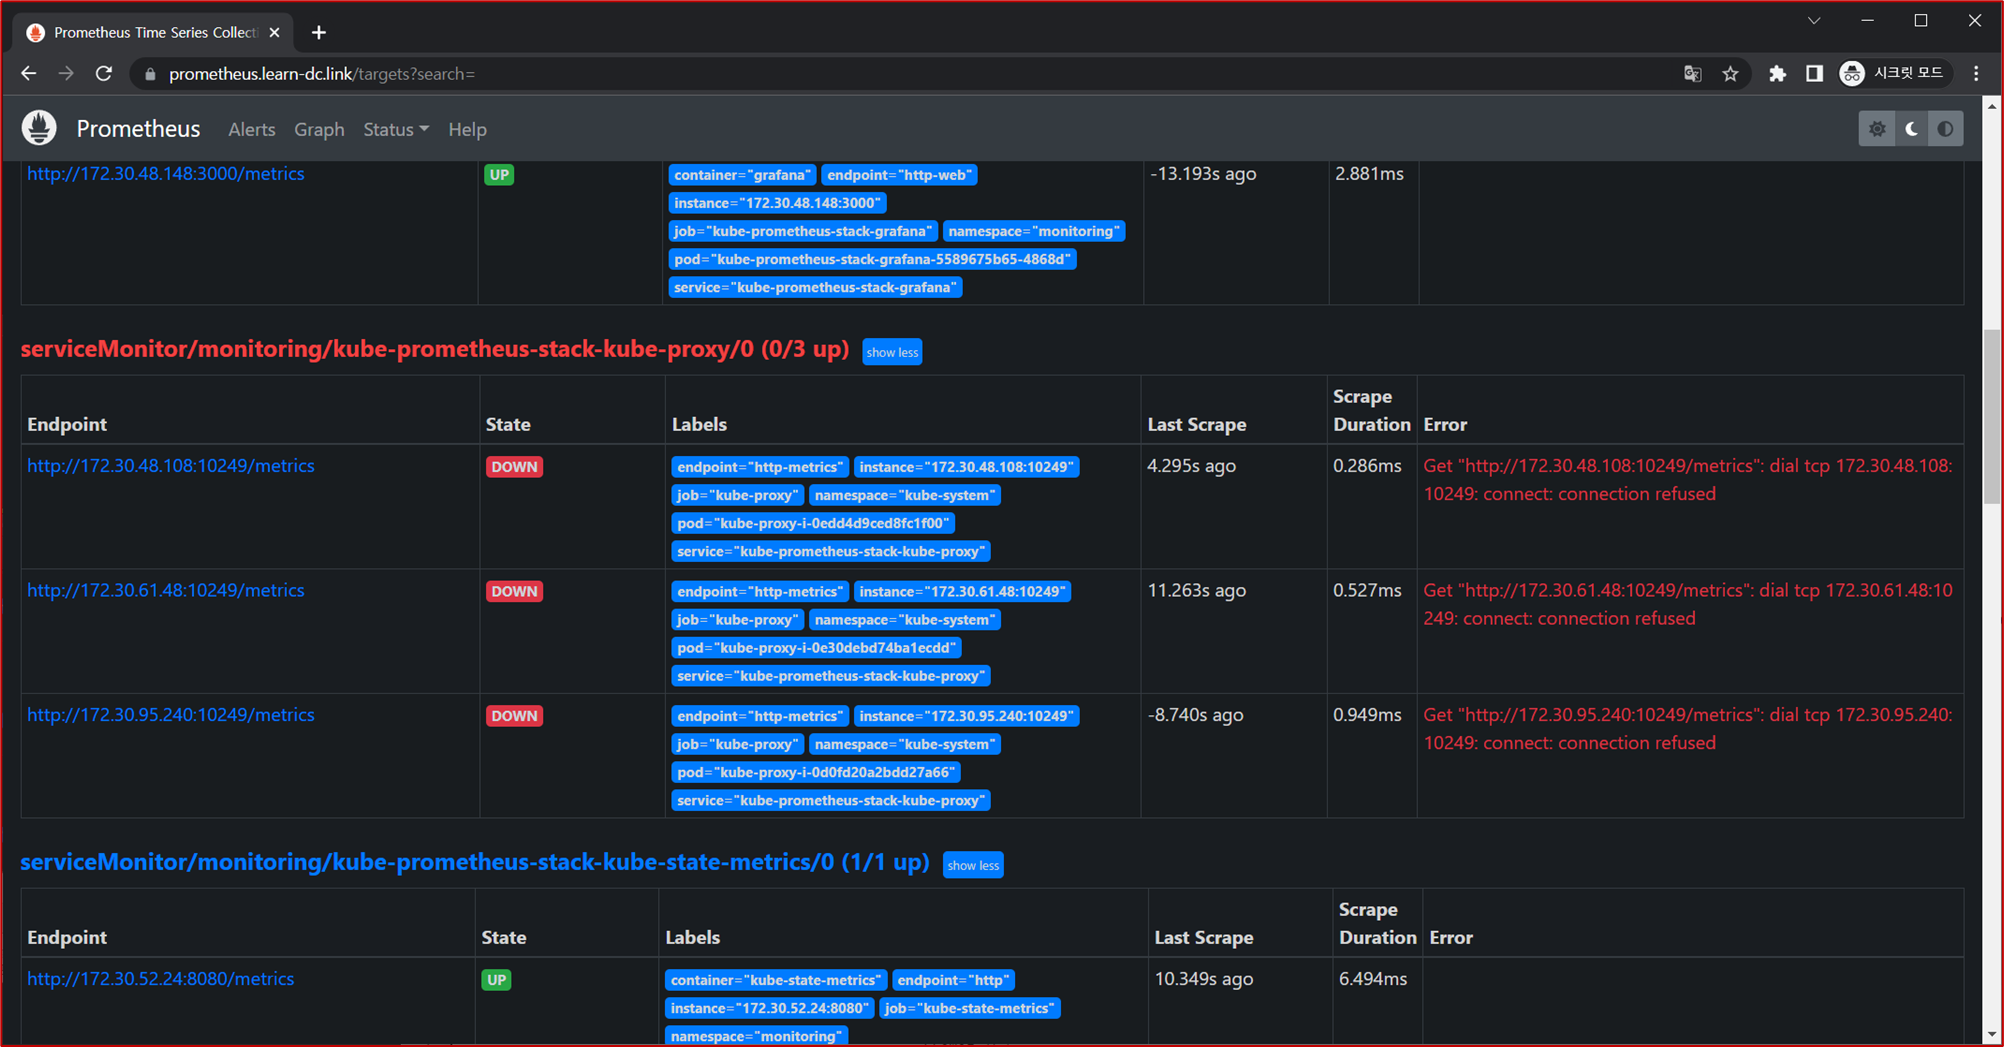 Prometheus Time Series Collect
prometheus.learn-dc.link/targets?search=
시크릿 모드
Prometheus Alerts Graph Status Help
http://172.30.48.148:3000/metrics UP container="grafana" endpoint="http-web" -13.193s ago 2.881ms
instance="172.30.48.148:3000"
job="kube-prometheus-stack-grafana" namespace="monitoring"
pod="kube-prometheus-stack-grafana-5589675b65-4868d"
service="kube-prometheus-stack-grafana"
serviceMonitor/monitoring/kube-prometheus-stack-kube-proxy/0 (0/3 up) show less
Scrape
Endpoint State Labels Last Scrape Duration Error
http://172.30.48.108:10249/metrics DOWN endpoint="http-metrics" instance="172.30.48.108:10249" 4.295s ago 0.286ms Get "http://172.30.48.108:10249/metrics": dial tcp 172.30.48.108:
job="kube-proxy" namespace="kube-system" 10249: connect: connection refused
pod="kube-proxy-i-0edd4d9ced8fc1f00"
service="kube-prometheus-stack-kube-proxy"
http://172.30.61.48:10249/metrics DOWN endpoint="http-metrics" instance="172.30.61.48:10249" 11.263s ago 0.527ms Get "http://172.30.61.48:10249/metrics": dial tcp 172.30.61.48:10
job="kube-proxy" namespace="kube-system" 249: connect: connection refused
pod="kube-proxy-i-0e30debd74ba1ecdd"
service="kube-prometheus-stack-kube-proxy"
http://172.30.95.240:10249/metrics DOWN endpoint="http-metrics" instance="172.30.95.240:10249" -8.740s ago 0.949ms Get "http://172.30.95.240:10249/metrics": dial tcp 172.30.95.240:
job="kube-proxy" namespace="kube-system" 10249: connect: connection refused
pod="kube-proxy-i-0d0fd20a2bdd27a66"
service="kube-prometheus-stack-kube-proxy"
serviceMonitor/monitoring/kube-prometheus-stack-kube-state-metrics/0 (1/1 up) show less
Scrape
Endpoint State Labels Last Scrape Duration Error
http://172.30.52.24:8080/metrics UP container="kube-state-metrics" endpoint="http" 10.349s ago 6.494ms
instance="172.30.52.24:8080" job="kube-state-metrics"
namespace="monitoring"